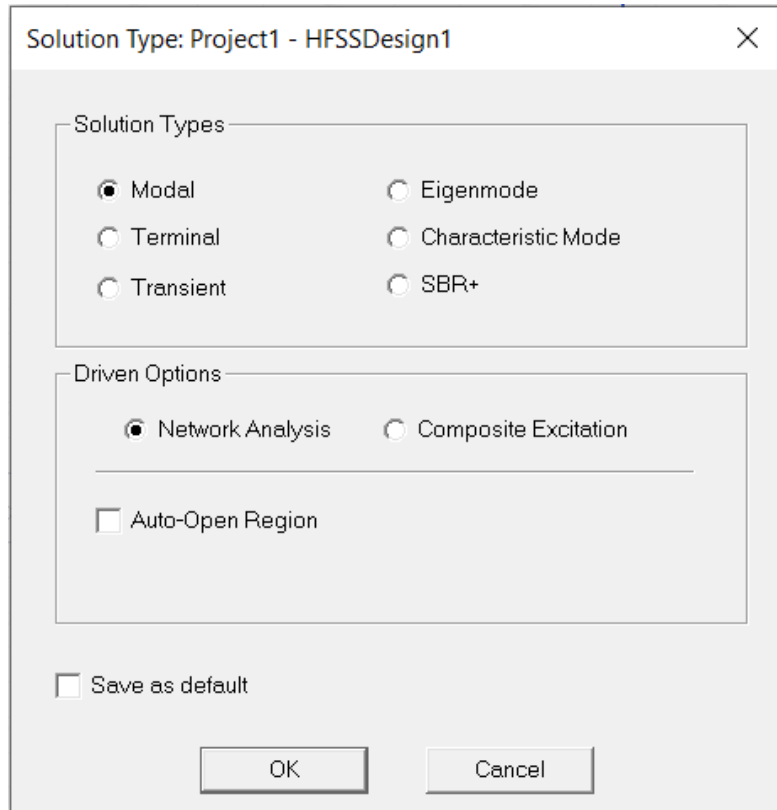 Solution Type: Project1 - HFSSDesign1
Solution Types
Modal
Eigenmode
Terminal
Characteristic Mode
Transient
SBR+
Driven Options
Network Analysis
Composite Excitation
Auto-Open Region
Save as default
OK
Cancel